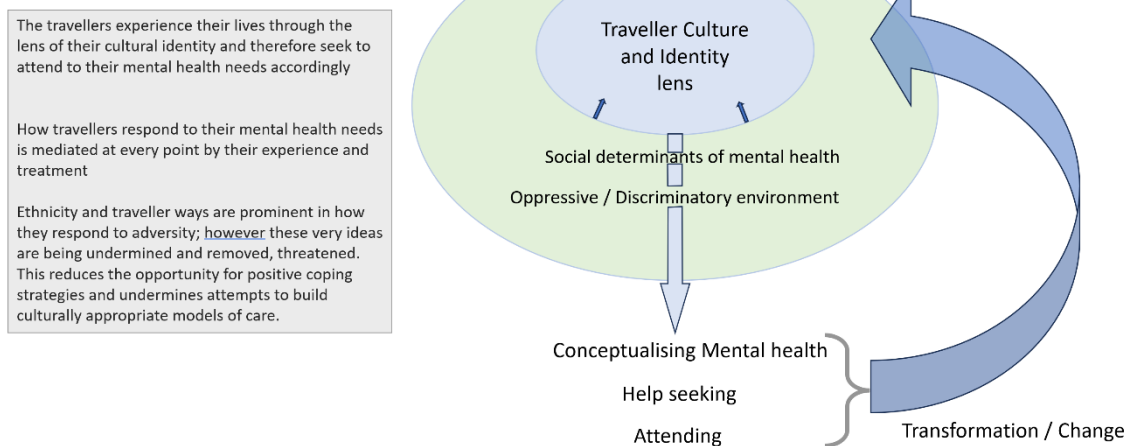 The travellers experience their lives through the
lens of their cultural identity and therefore seek to
attend to their mental health needs accordingly
How travellers respond to their mental health needs
is mediated at every point by their experience and
treatment
Ethnicity and traveller ways are prominent in how
they respond to adversity; however these very ideas
are being undermined and removed, threatened.
This reduces the opportunity for positive coping
strategies and undermines attempts to build
culturally appropriate models of care.
Traveller Culture
and Identity
lens
Social determinants of mental health
Oppressive / Discriminatory environment
Conceptualising Mental health
Help seeking
Attending
Transformation / Change